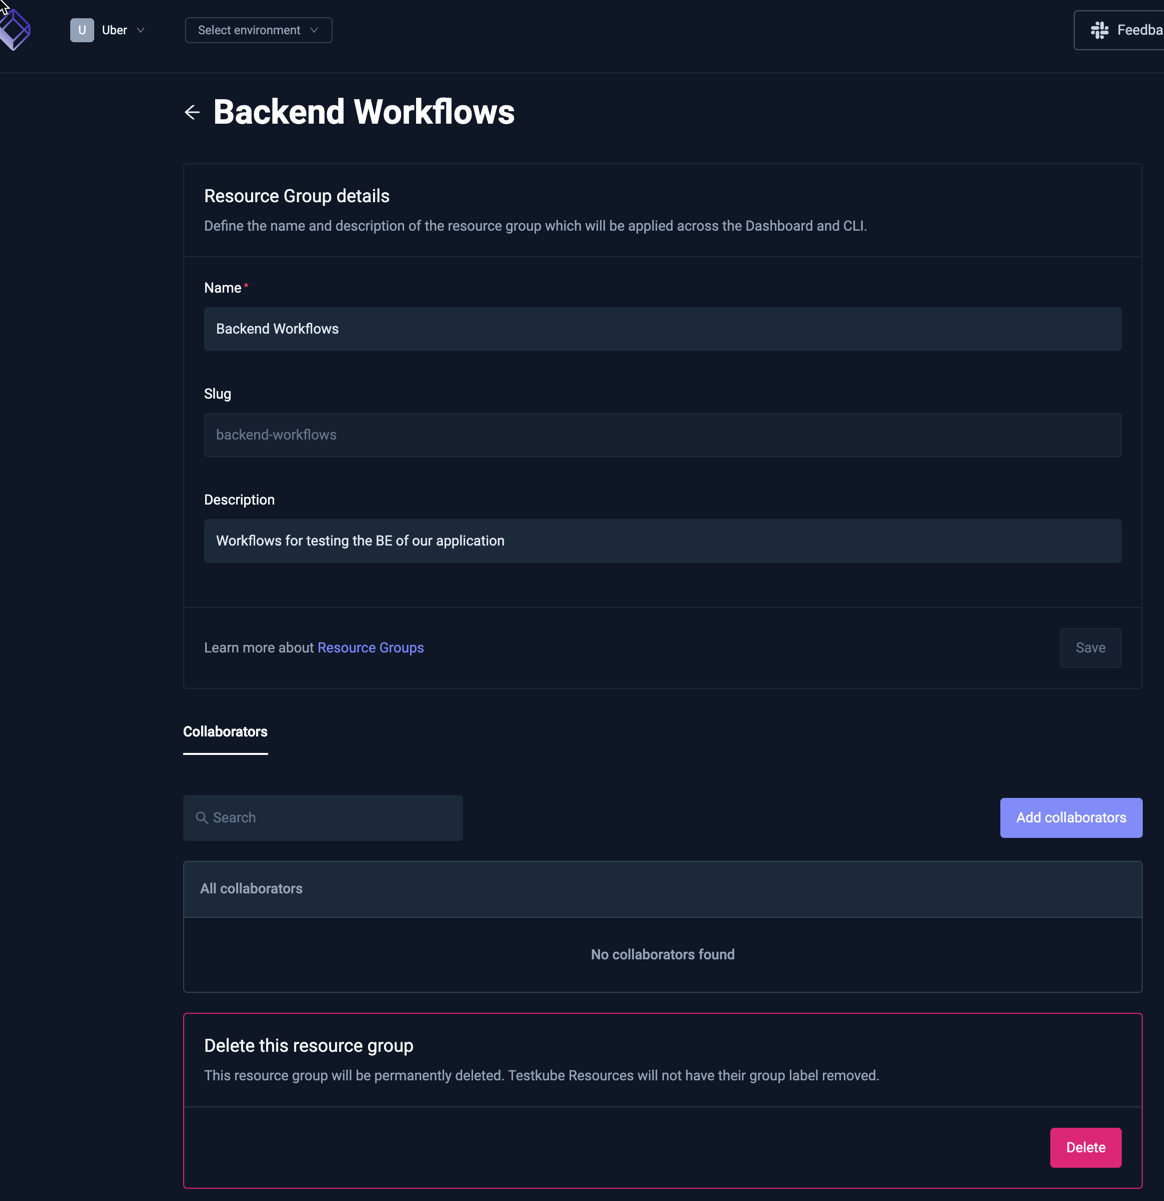 U Uber Select environment Feedba
Backend Workflows
Resource Group details
Define the name and description of the resource group which will be applied across the Dashboard and CLI.
Name*
Backend Workflows
Slug
backend-workflows
Description
Workflows for testing the BE of our application
Learn more about Resource Groups Save
Collaborators
Search Add collaborators
All collaborators
No collaborators found
Delete this resource group
This resource group will be permanently deleted. Testkube Resources will not have their group label removed.
Delete